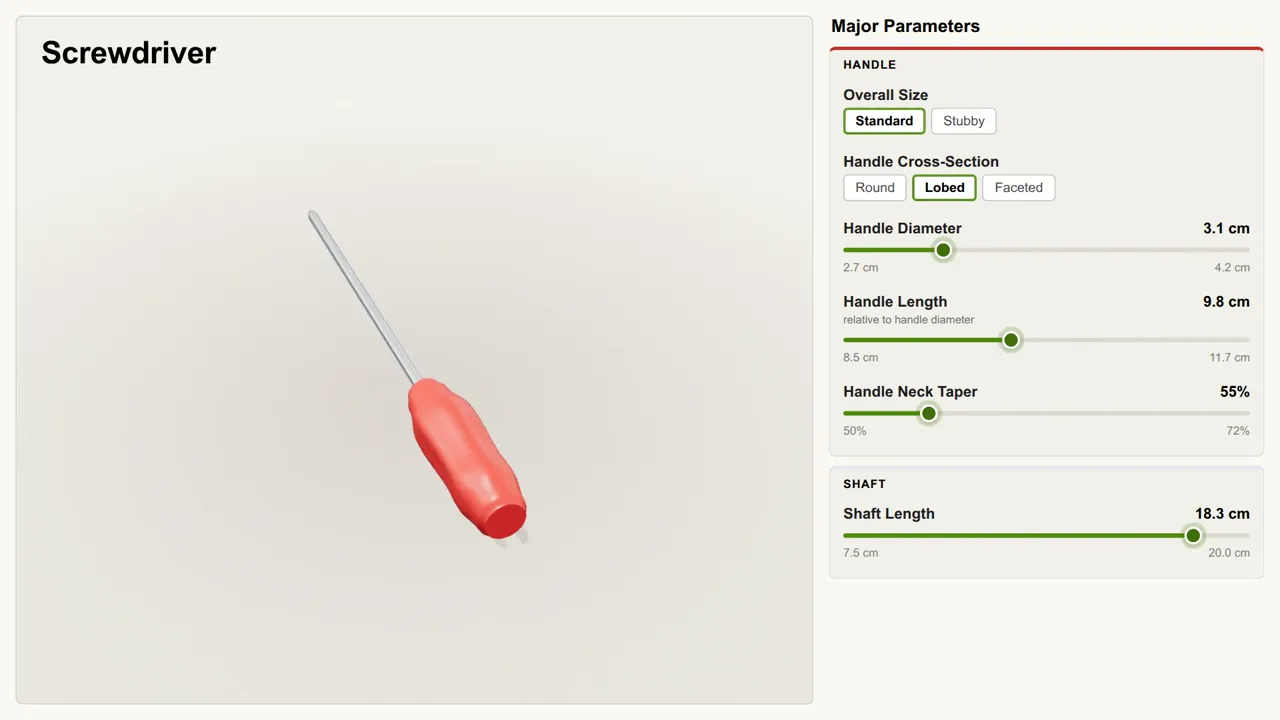 Screwdriver
Major Parameters
HANDLE
Overall Size
Standard Stubby
Handle Cross-Section
Round Lobed Faceted
Handle Diameter 3.1 cm
2.7 cm 4.2 cm
Handle Length 9.8 cm
relative to handle diameter
8.5 cm 11.7 cm
Handle Neck Taper 55%
50% 72%
SHAFT
Shaft Length 18.3 cm
7.5 cm 20.0 cm